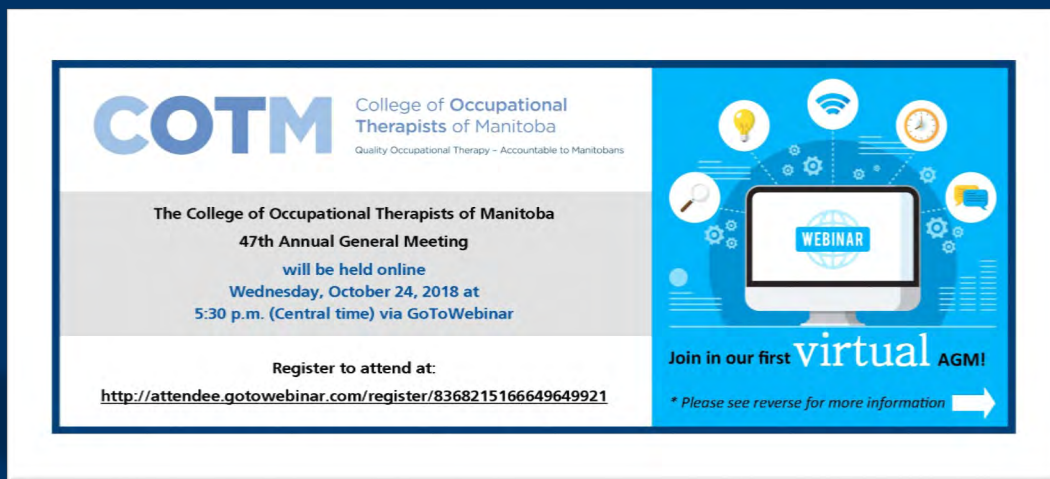 COTM
College of Occupational
Therapists of Manitoba
Quality Occupational Therapy – Accountable to Manitobans
The College of Occupational Therapists of Manitoba
47th Annual General Meeting
will be held online
Wednesday, October 24, 2018 at
5:30 p.m. (Central time) via GoToWebinar
Register to attend at:
http://attendee.gotowebinar.com/register/8368215166649649921
WEBINAR
Join in our first virtual AGM!
* Please see reverse for more information